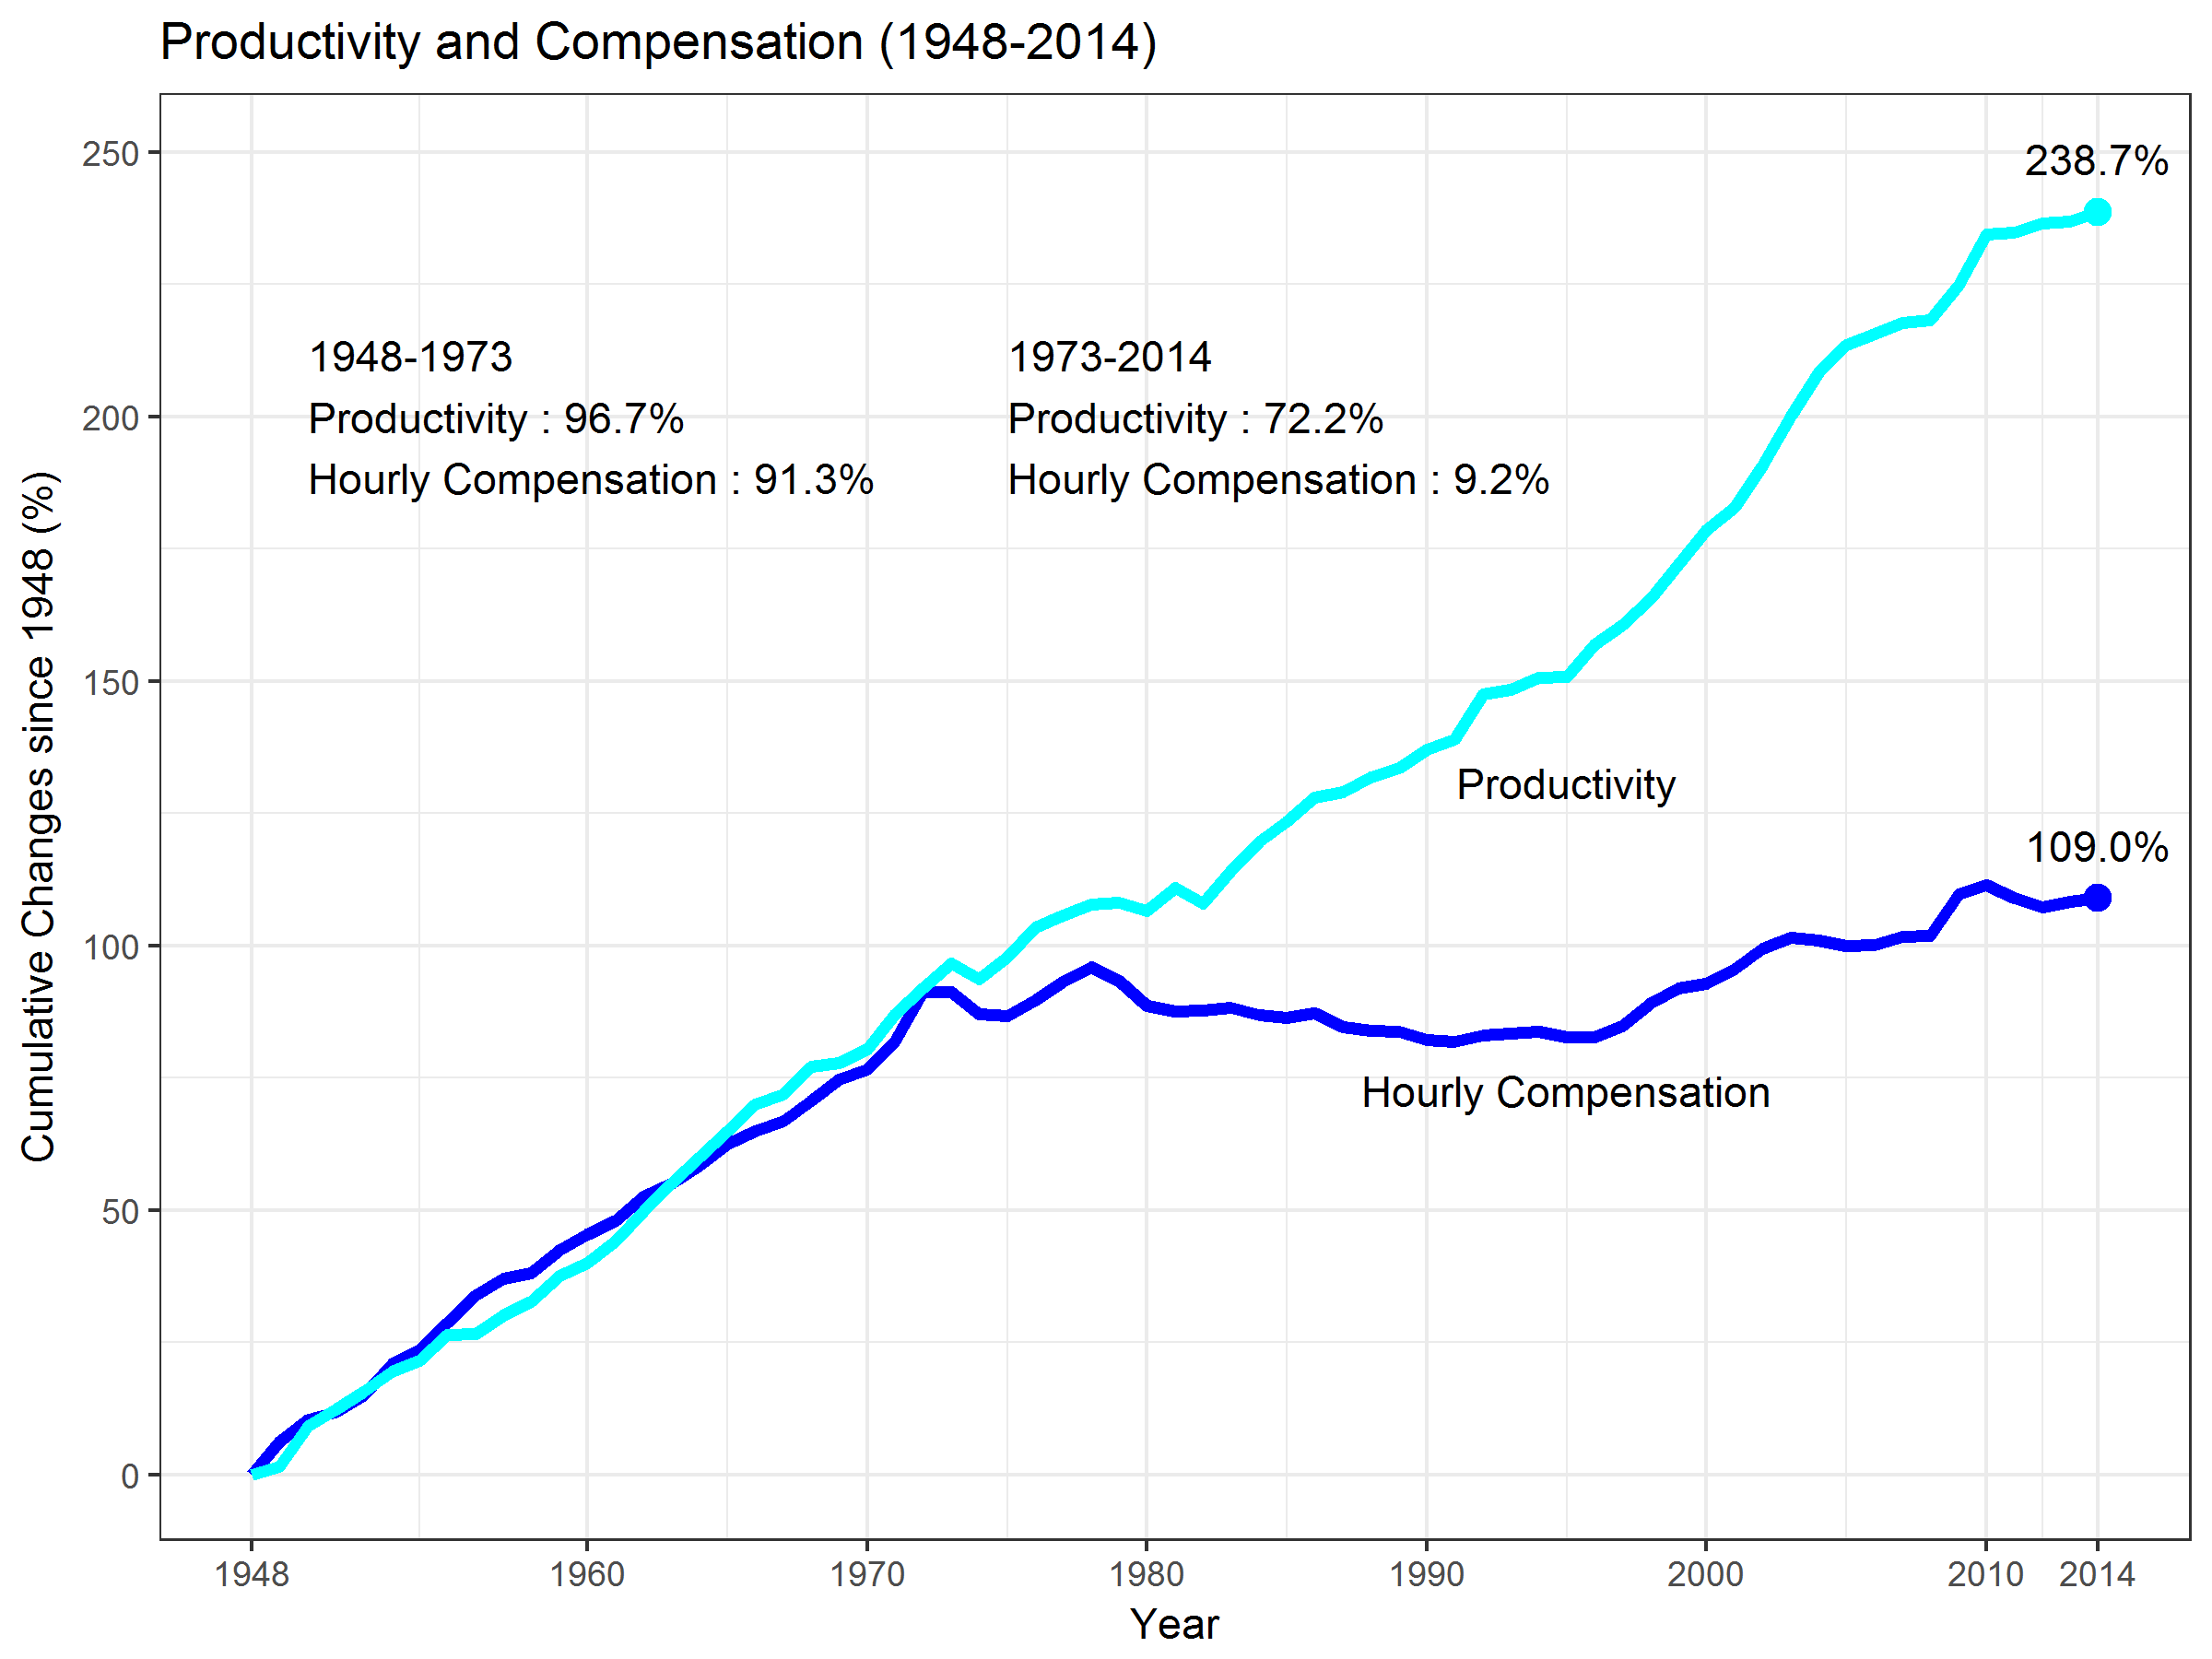 Productivity and Compensation (1948-2014)
250
200
150
100
50
0
Cumulative Changes since 1948 (%)
1948-1973
Productivity : 96.7%
Hourly Compensation : 91.3%
1973-2014
Productivity : 72.2%
Hourly Compensation : 9.2%
238.7%
Productivity
109.0%
Hourly Compensation
1948 1960 1970 1980 1990 2000 2010 2014
Year